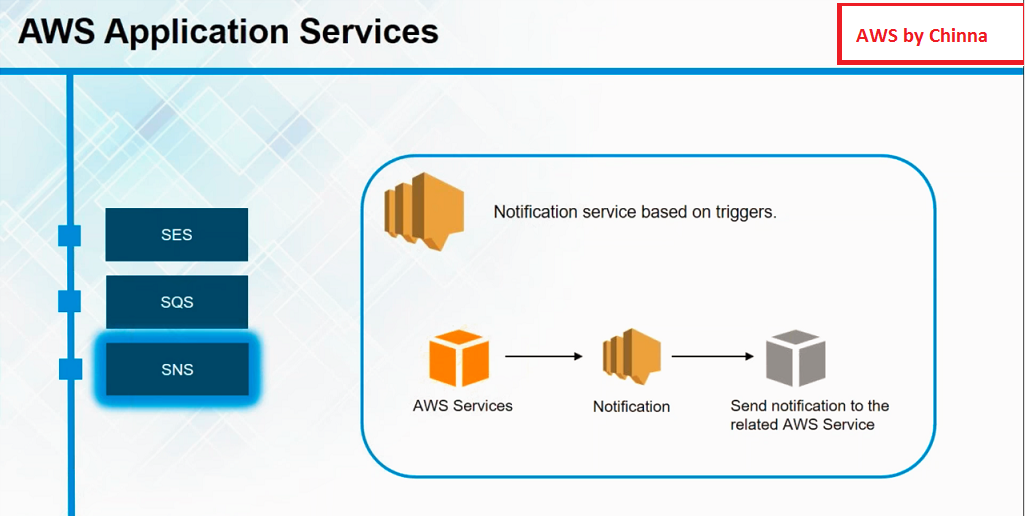 AWS Application Services
AWS by Chinna
SES
SQS
SNS
Notification service based on triggers.
AWS Services
Notification
Send notification to the
related AWS Service